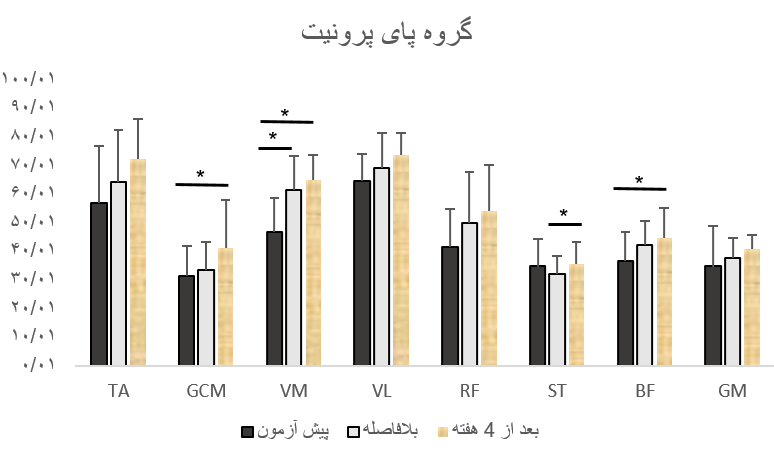 گروه پای پرونیت
۱۰۰/۰۱
۹۰/۰۱
۸۰/۰۱
۷۰/۰۱
۶۰/۰۱
۵۰/۰۱
۴۰/۰۱
۳۰/۰۱
۲۰/۰۱
۱۰/۰۱
۰/۰۱
* * * * *
TA GCM VM VL RF ST BF GM
پیش آزمون بلافاصله بعد از 4 هفته